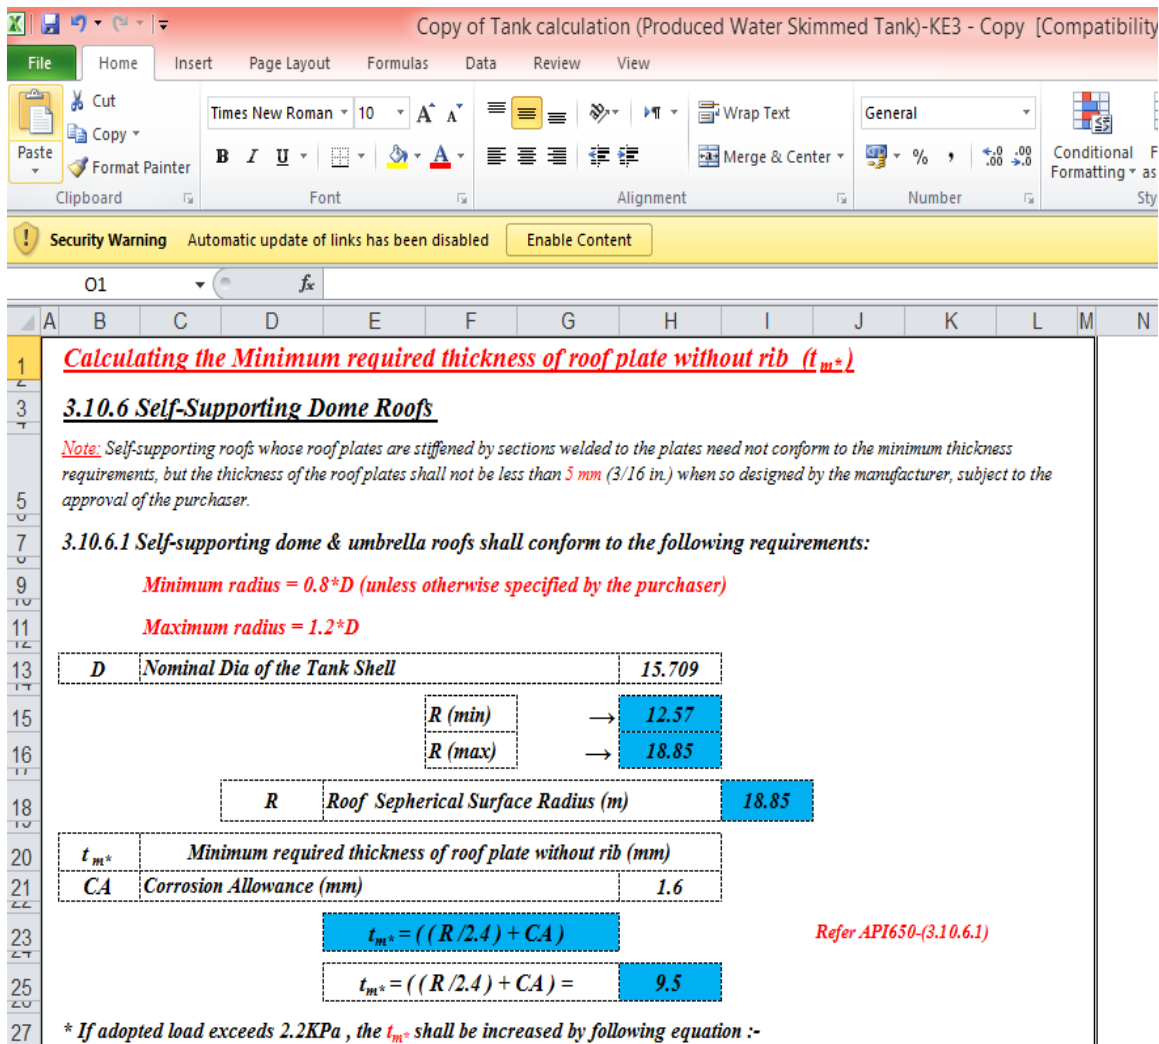 Copy of Tank calculation (Produced Water Skimmed Tank)-KE3 - Copy [Compatibility
File Home Insert Page Layout Formulas Data Review View
Cut
Copy
Format Painter
Paste
Times New Roman 10 A A
B I U A
Wrap Text
Merge & Center
General
% , .00 .0
Conditional F
Formatting as
Clipboard Font Alignment Number Sty
Security Warning Automatic update of links has been disabled Enable Content
O1 fx
A B C D E F G H I J K L M N
1 Calculating the Minimum required thickness of roof plate without rib (t m*)
3 3.10.6 Self-Supporting Dome Roofs
Note: Self-supporting roofs whose roof plates are stiffened by sections welded to the plates need not conform to the minimum thickness
requirements, but the thickness of the roof plates shall not be less than 5 mm (3/16 in.) when so designed by the manufacturer, subject to the
5 approval of the purchaser.
7 3.10.6.1 Self-supporting dome & umbrella roofs shall conform to the following requirements:
9 Minimum radius = 0.8*D (unless otherwise specified by the purchaser)
11 Maximum radius = 1.2*D
13 D Nominal Dia of the Tank Shell 15.709
15 R (min) → 12.57
16 R (max) → 18.85
18 R Roof Sepherical Surface Radius (m) 18.85
20 t m* Minimum required thickness of roof plate without rib (mm)
21 CA Corrosion Allowance (mm) 1.6
23 t m* = ( ( R /2.4 ) + CA ) Refer API650-(3.10.6.1)
25 t m* = ( ( R /2.4 ) + CA ) = 9.5
27 * If adopted load exceeds 2.2KPa , the t m* shall be increased by following equation :-